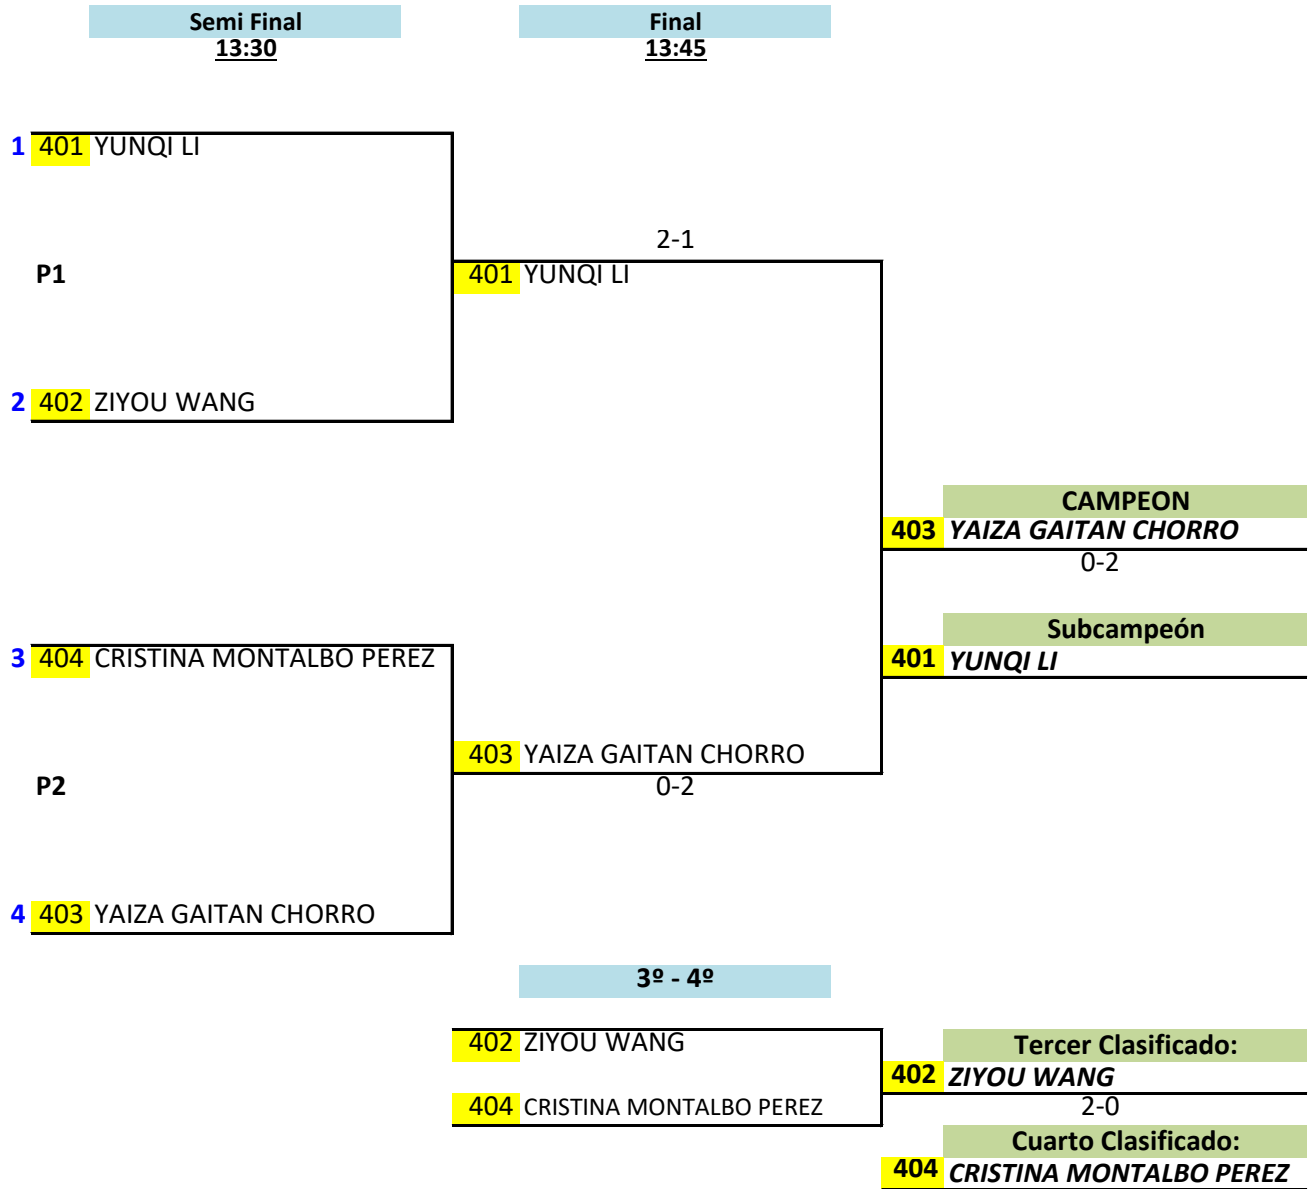 Semi Final
Final
13:30
13:45
1 401 YUNQI LI
2-1
P1
401 YUNQI LI
2 402 ZIYOU WANG
CAMPEON
403 YAIZA GAITAN CHORRO
0-2
Subcampeón
3 404 CRISTINA MONTALBO PEREZ
401 YUNQI LI
403 YAIZA GAITAN CHORRO
P2
0-2
4 403 YAIZA GAITAN CHORRO
3º - 4º
402 ZIYOU WANG
Tercer Clasificado:
402 ZIYOU WANG
404 CRISTINA MONTALBO PEREZ
2-0
Cuarto Clasificado:
404 CRISTINA MONTALBO PEREZ